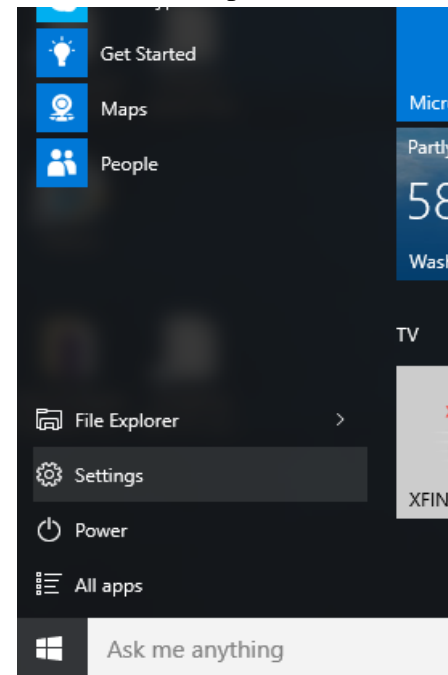 Get Started
Maps
People
File Explorer
Settings
Power
All apps
Ask me anything
Micr
Partly
58
Wash
TV
XFIN